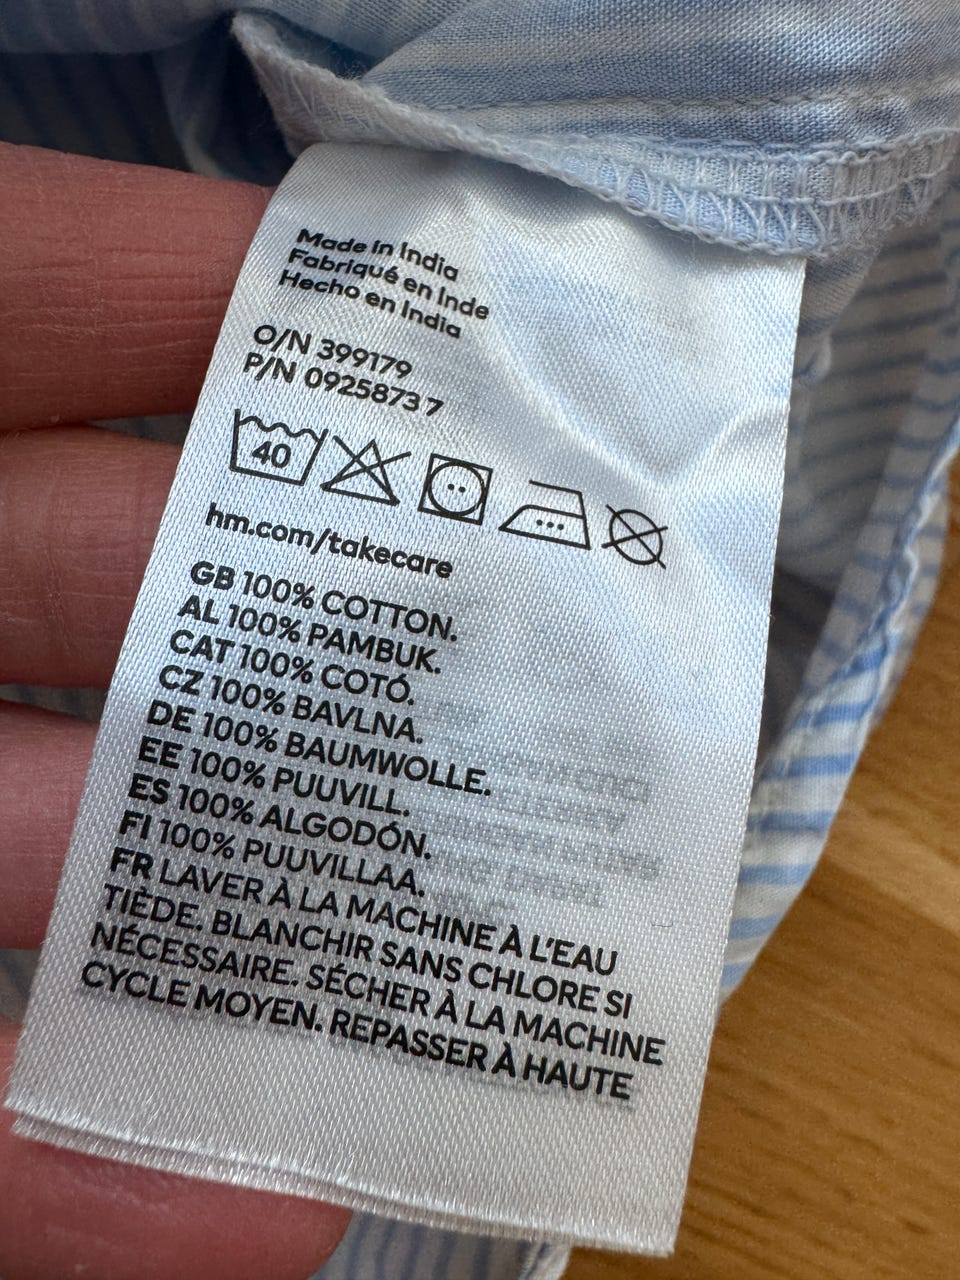 Made in India
Fabriqué en Inde
Hecho en India
O/N 399179
P/N 0925873 7
40
hm.com/takecare
GB 100% COTTON.
AL 100% PAMBUK.
CAT 100% COTÓ.
CZ 100% BAVLNA.
DE 100% BAUMWOLLE.
EE 100% PUUVILL.
ES 100% ALGODÓN.
FI 100% PUUVILLAA.
FR LAVER À LA MACHINE À L'EAU
TIÈDE. BLANCHIR SANS CHLORE SI
NÉCESSAIRE. SÉCHER À LA MACHINE
CYCLE MOYEN. REPASSER À HAUTE